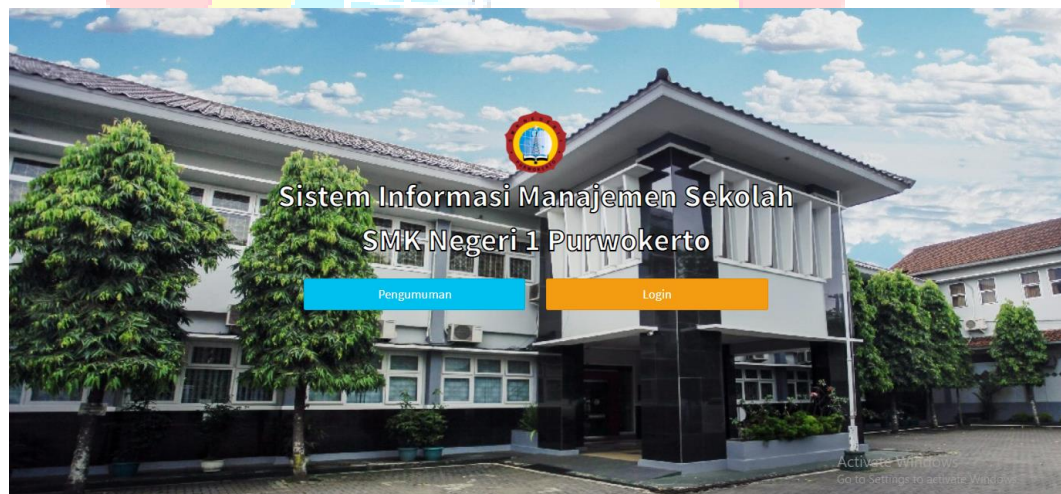 Sistem Informasi Manajemen Sekolah
SMK Negeri 1 Purwokerto
Pengumuman
Login
Activate Windows
Go to Settings to activate Windows.